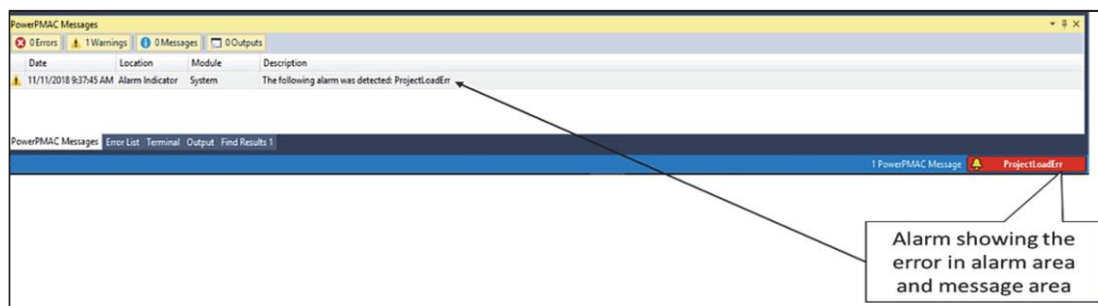 PowerPMAC Messages
0 Errors 1 Warnings 0 Messages 0 Outputs
Date Location Module Description
11/11/2018 9:37:45 AM Alarm Indicator System The following alarm was detected: ProjectLoadErr
PowerPMAC Messages Error List Terminal Output Find Results 1
1 PowerPMAC Message ProjectLoadErr
Alarm showing the
error in alarm area
and message area